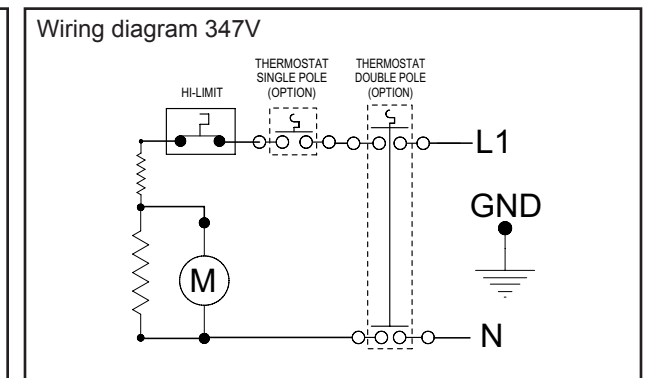 Wiring diagram 347V
THERMOSTAT
SINGLE POLE
(OPTION)
THERMOSTAT
DOUBLE POLE
(OPTION)
HI-LIMIT
L1
GND
M
N